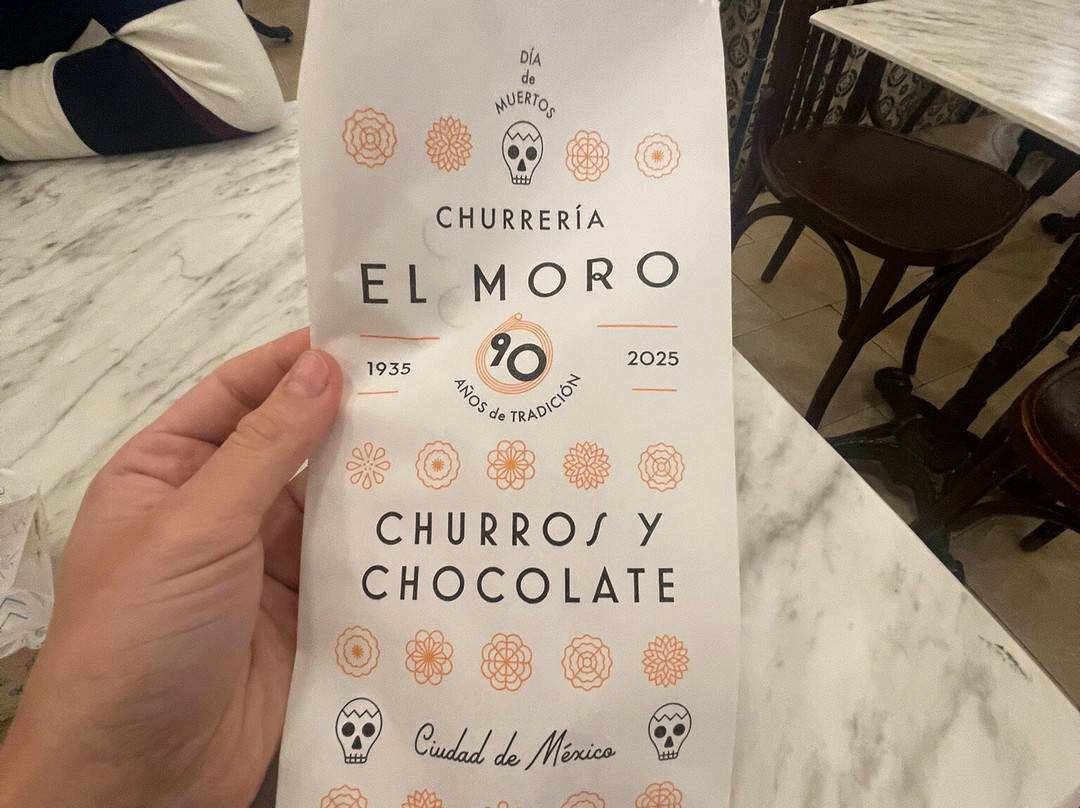 DÍA
de
MUERTOS
CHURRERÍA
EL MORO
1935
90
2025
AÑOS de TRADICIÓN
CHURROS Y
CHOCOLATE
Ciudad de México